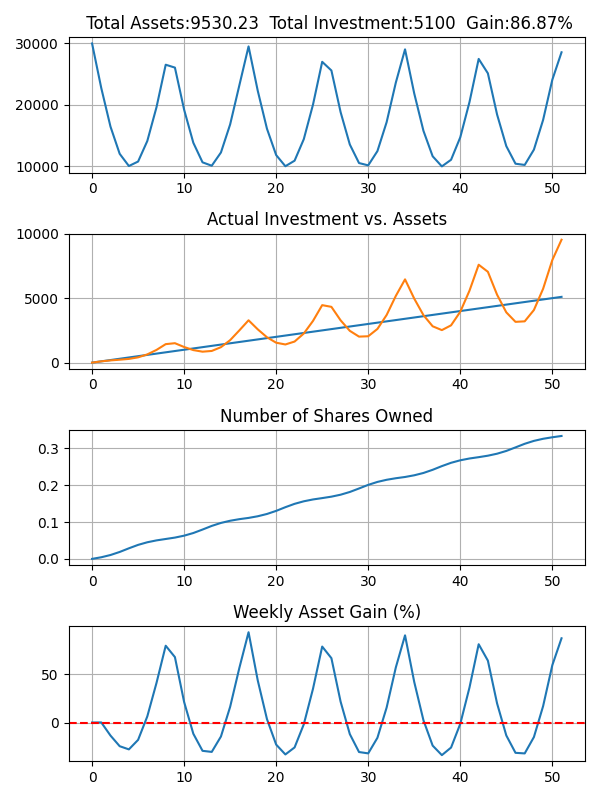 Total Assets:9530.23  Total Investment:5100  Gain:86.87%
30000
20000
10000
0 10 20 30 40 50
Actual Investment vs. Assets
10000
5000
0
0 10 20 30 40 50
Number of Shares Owned
0.3
0.2
0.1
0.0
0 10 20 30 40 50
Weekly Asset Gain (%)
50
0
0 10 20 30 40 50